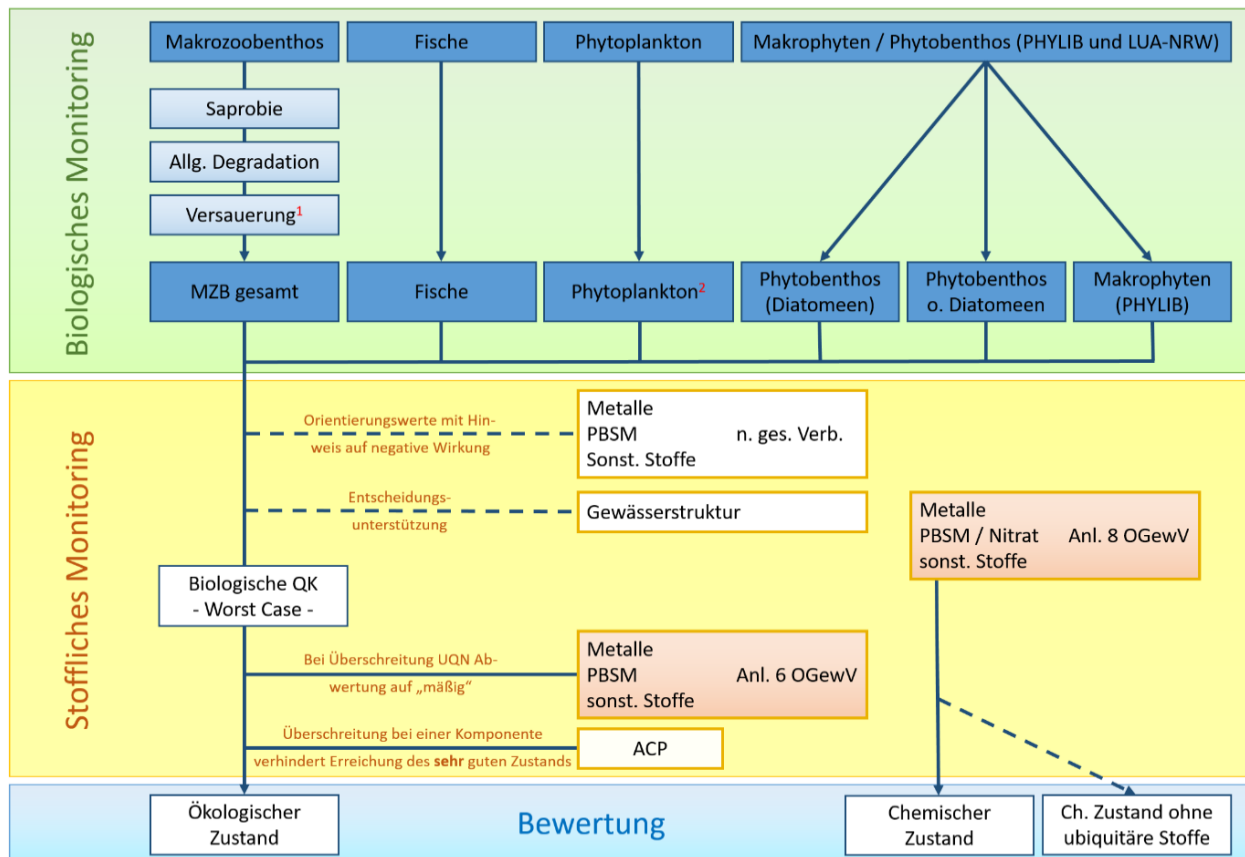 Biologisches Monitoring
Makrozoobenthos
Fische
Phytoplankton
Makrophyten / Phytobenthos (PHYLIB und LUA-NRW)
Saprobie
Allg. Degradation
Versauerung1
MZB gesamt
Fische
Phytoplankton2
Phytobenthos
(Diatomeen)
Phytobenthos
o. Diatomeen
Makrophyten
(PHYLIB)
Stoffliches Monitoring
Orientierungswerte mit Hin-
weis auf negative Wirkung
Metalle
PBSM n. ges. Verb.
Sonst. Stoffe
Entscheidungs-
unterstützung
Gewässerstruktur
Metalle
PBSM / Nitrat Anl. 8 OGewV
sonst. Stoffe
Biologische QK
- Worst Case -
Bei Überschreitung UQN Ab-
wertung auf „mäßig“
Metalle
PBSM Anl. 6 OGewV
sonst. Stoffe
Überschreitung bei einer Komponente
verhindert Erreichung des sehr guten Zustands
ACP
Ökologischer
Zustand
Bewertung
Chemischer
Zustand
Ch. Zustand ohne
ubiquitäre Stoffe